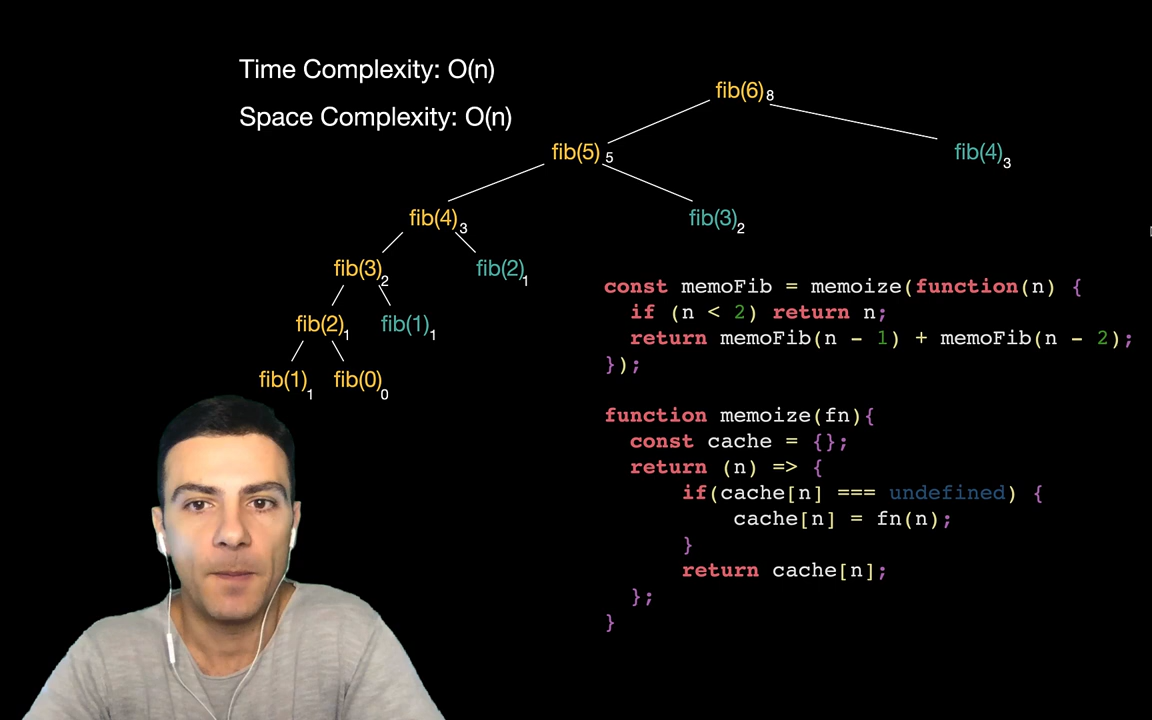 Time Complexity: O(n)
Space Complexity: O(n)
fib(6) 8
fib(5) 5
fib(4) 3
fib(4) 3
fib(3) 2
fib(3) 2
fib(2) 1
fib(2) 1
fib(1) 1
fib(1) 1
fib(0) 0
const memoFib = memoize(function(n) {
if (n < 2) return n;
return memoFib(n - 1) + memoFib(n - 2);
});
function memoize(fn){
const cache = {};
return (n) => {
if(cache[n] === undefined) {
cache[n] = fn(n);
}
return cache[n];
};
}